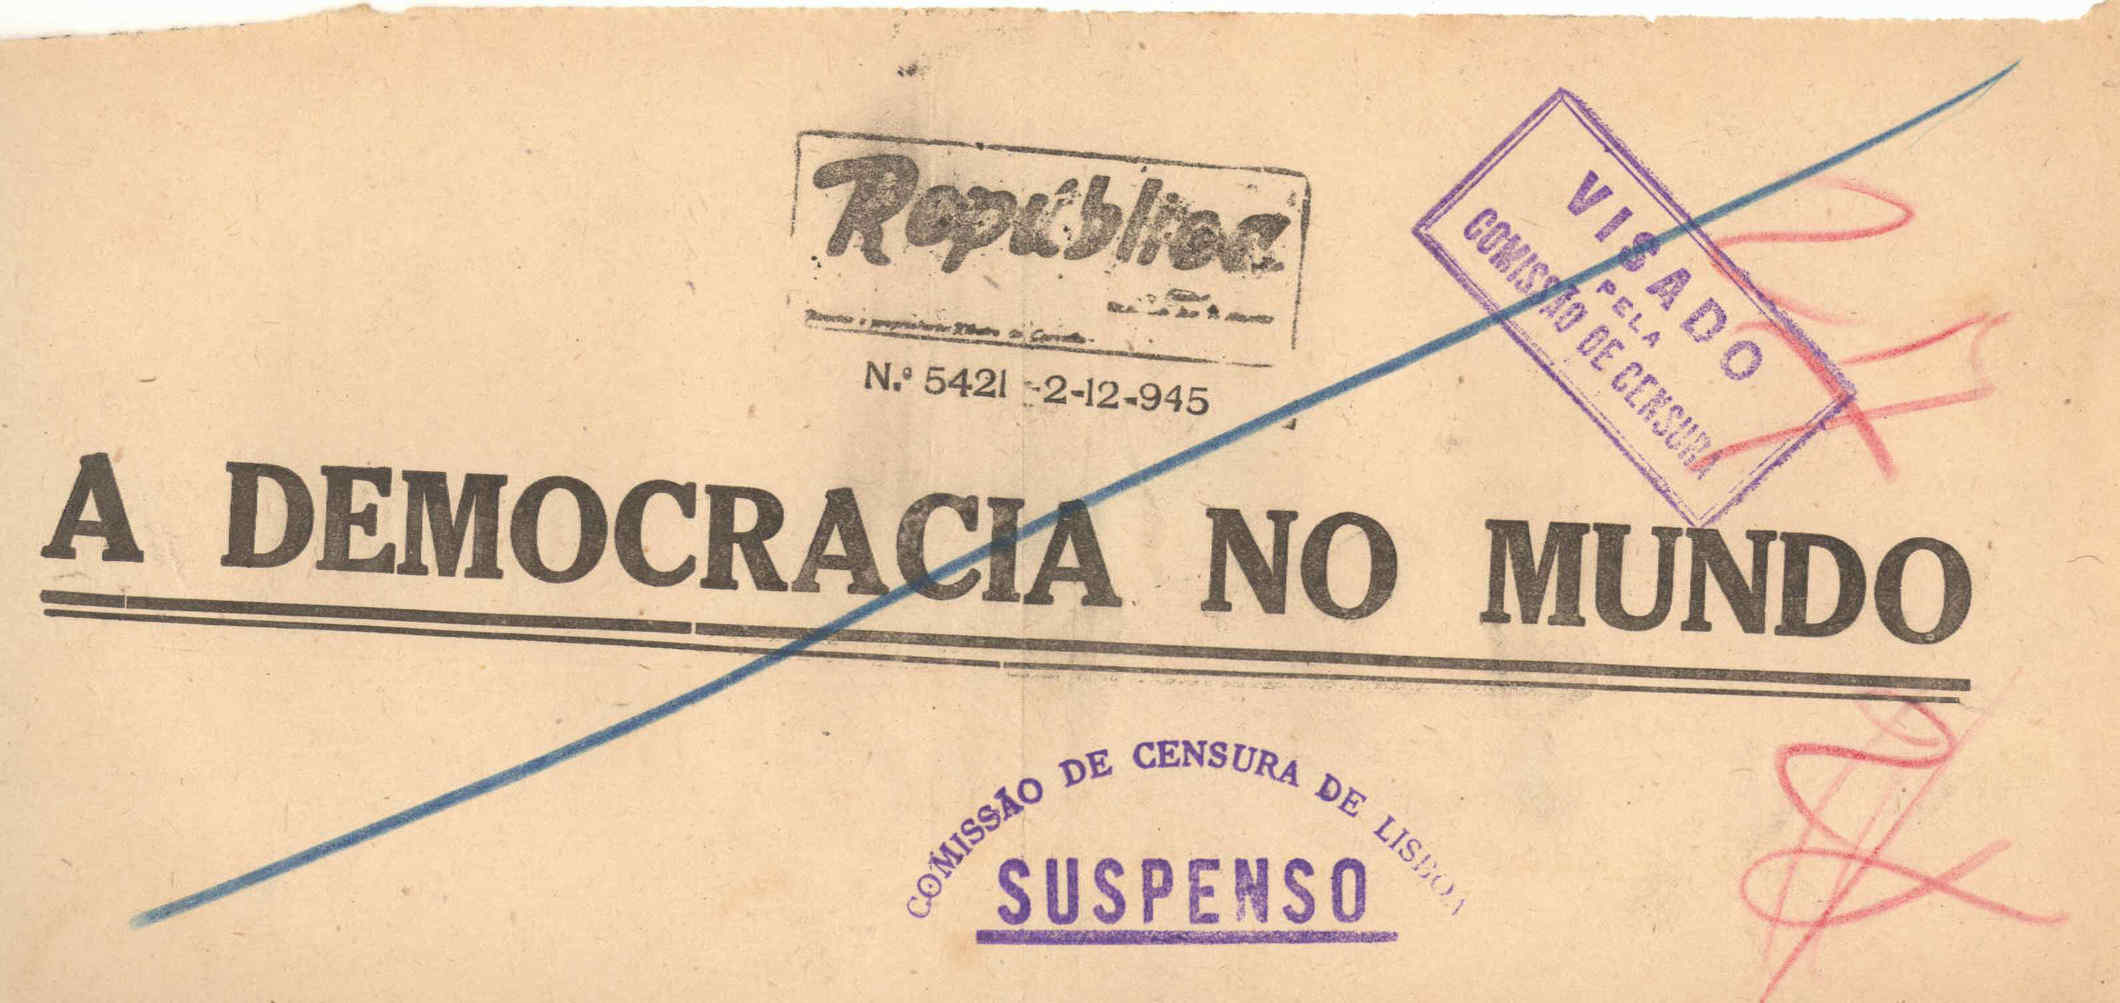 República
N.º 5421 -2-12-945
VISADO
PELA
COMISSÃO DE CENSURA
A DEMOCRACIA NO MUNDO
COMISSÃO DE CENSURA DE LISBOA
SUSPENSO